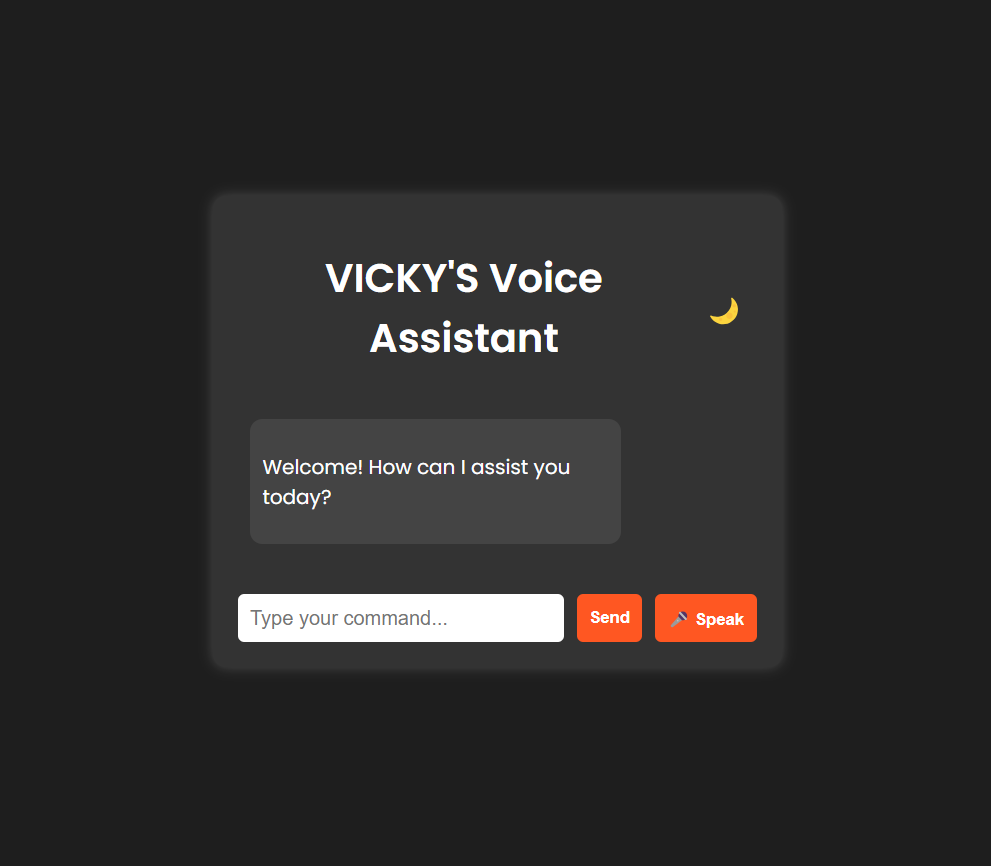 VICKY'S Voice
Assistant
Welcome! How can I assist you
today?
Type your command...
Send
Speak